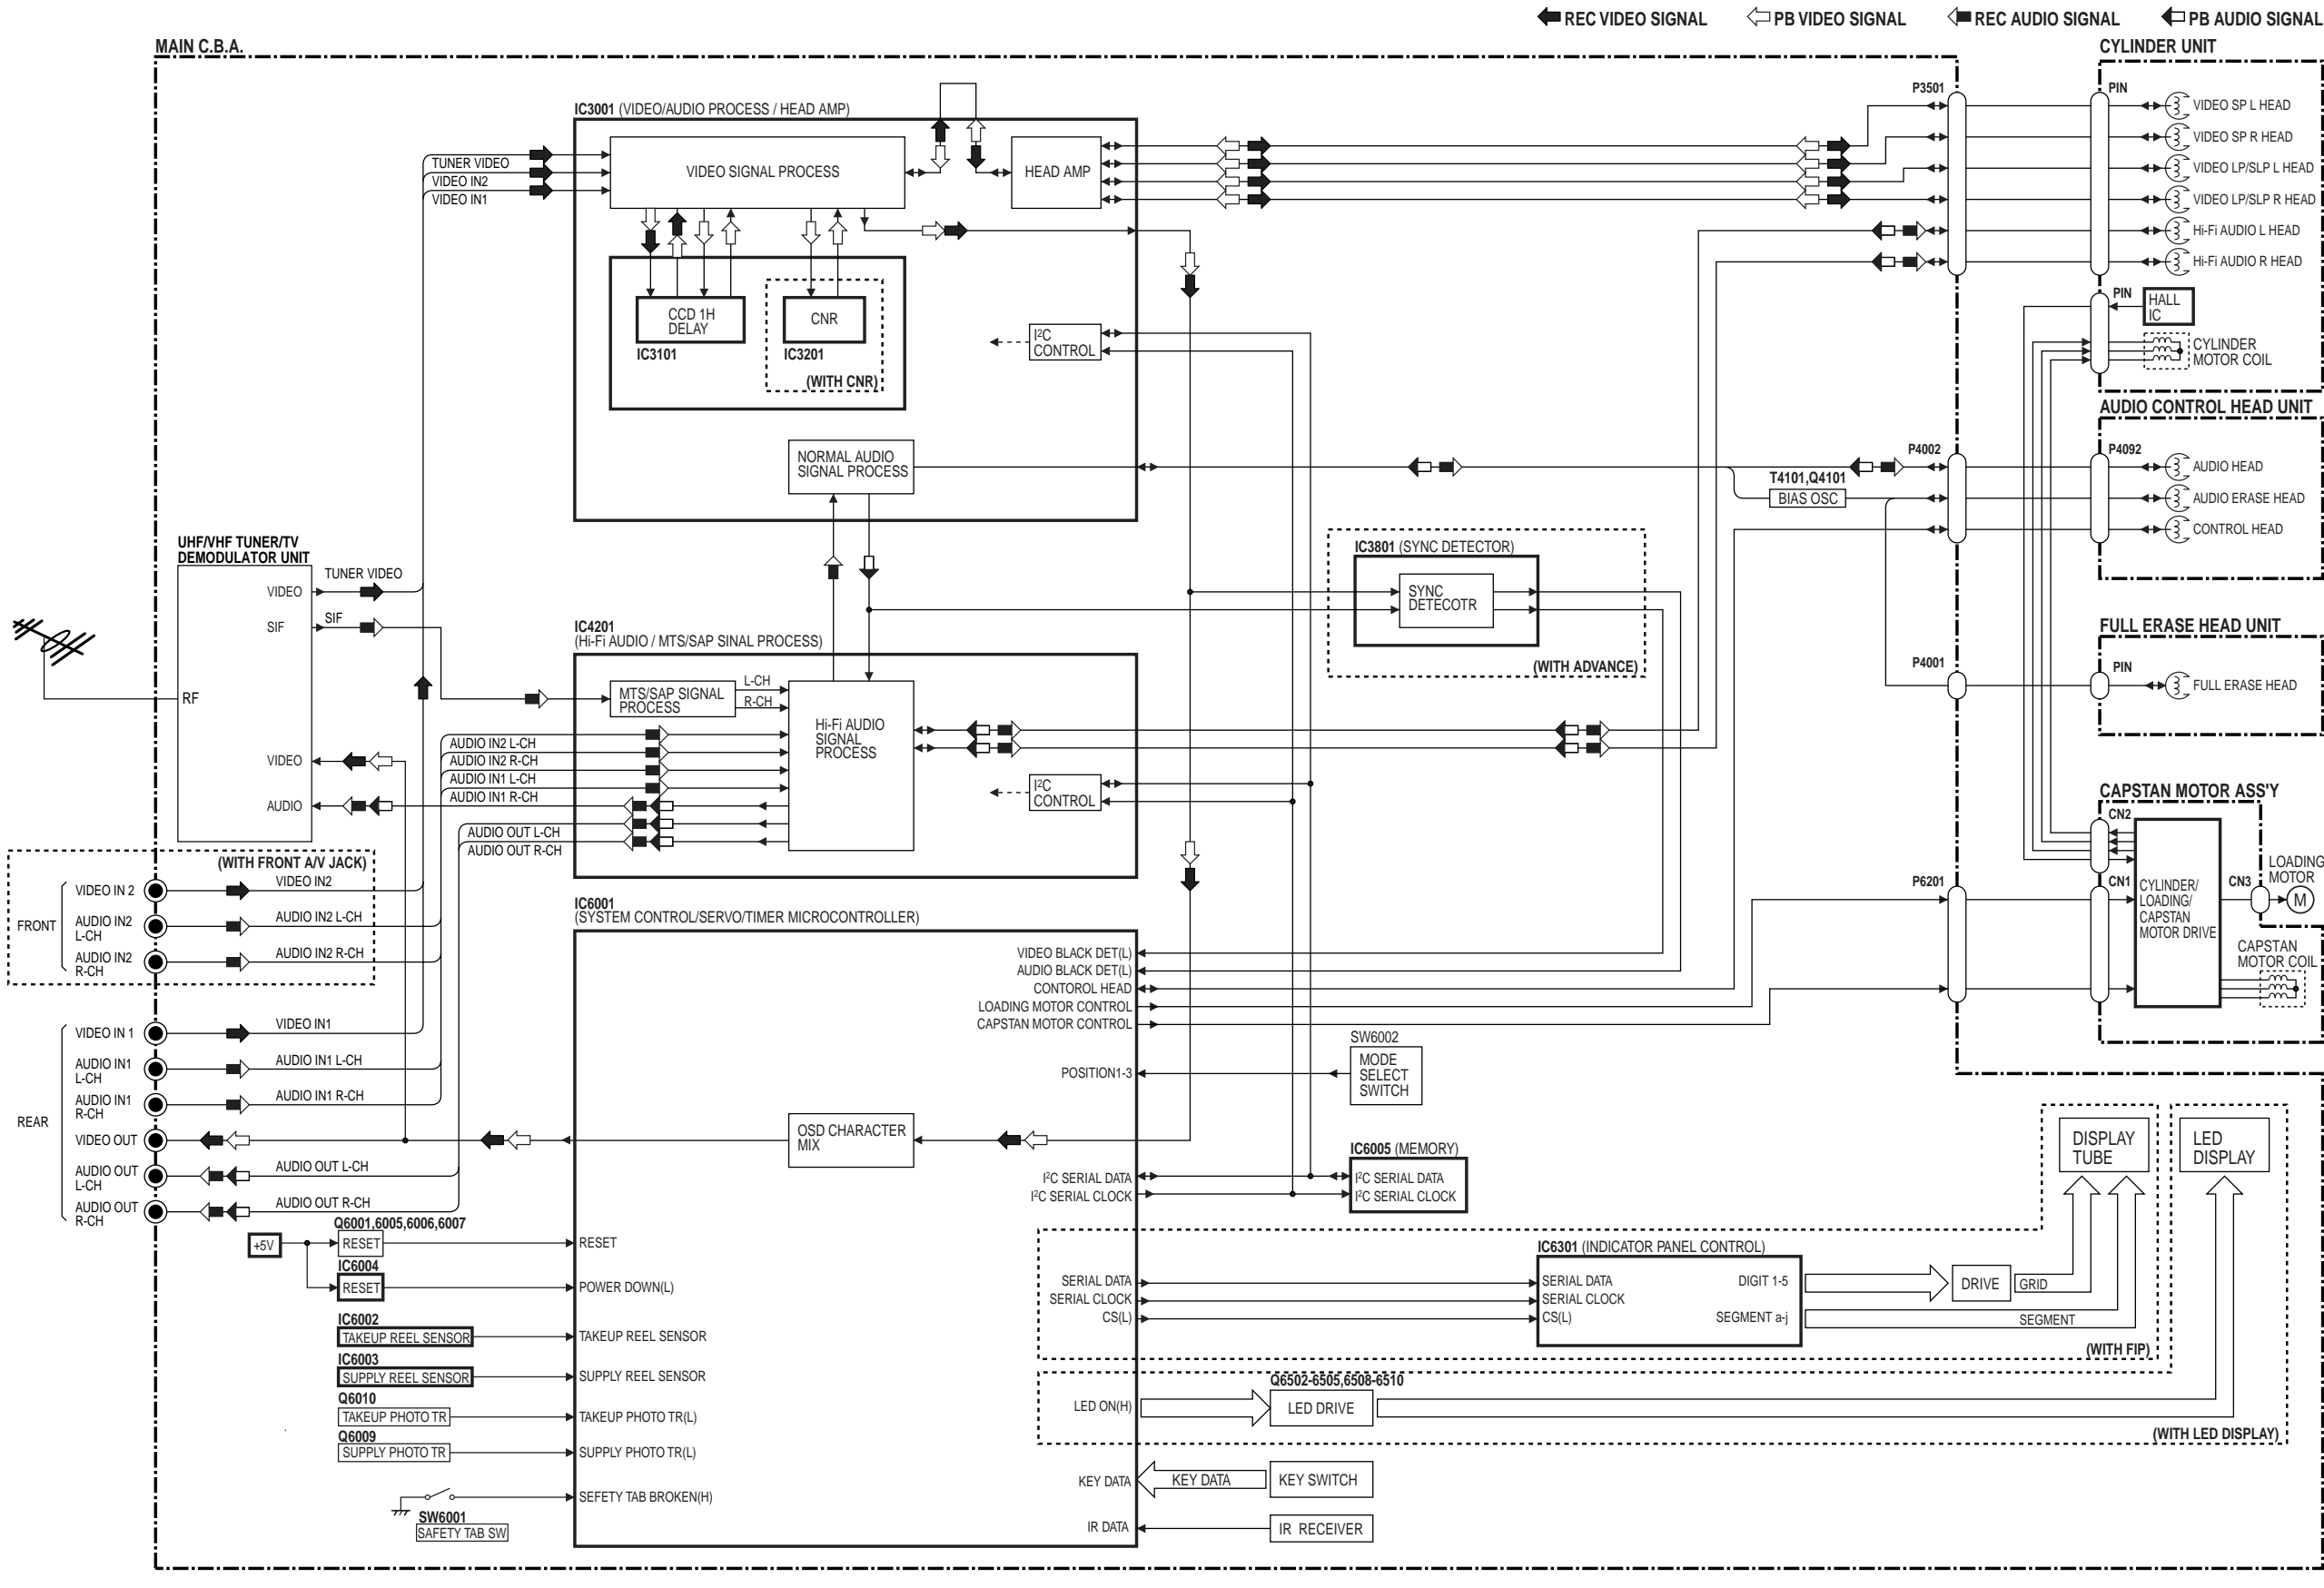 REC VIDEO SIGNAL
PB VIDEO SIGNAL
REC AUDIO SIGNAL
PB AUDIO SIGNAL
MAIN C.B.A.
CYLINDER UNIT
IC3001 (VIDEO/AUDIO PROCESS / HEAD AMP)
P3501
PIN
VIDEO SP L HEAD
VIDEO SP R HEAD
VIDEO LP/SLP L HEAD
VIDEO LP/SLP R HEAD
Hi-Fi AUDIO L HEAD
Hi-Fi AUDIO R HEAD
TUNER VIDEO
VIDEO IN2
VIDEO IN1
VIDEO SIGNAL PROCESS
HEAD AMP
CCD 1H
DELAY
IC3101
CNR
IC3201
(WITH CNR)
I²C
CONTROL
PIN
HALL
IC
CYLINDER
MOTOR COIL
AUDIO CONTROL HEAD UNIT
NORMAL AUDIO
SIGNAL PROCESS
P4002
P4092
T4101,Q4101
BIAS OSC
AUDIO HEAD
AUDIO ERASE HEAD
CONTROL HEAD
UHF/VHF TUNER/TV
DEMODULATOR UNIT
VIDEO
TUNER VIDEO
SIF
SIF
RF
VIDEO
AUDIO
IC3801 (SYNC DETECTOR)
SYNC
DETECOTR
(WITH ADVANCE)
FULL ERASE HEAD UNIT
P4001
PIN
FULL ERASE HEAD
IC4201
(Hi-Fi AUDIO / MTS/SAP SINAL PROCESS)
MTS/SAP SIGNAL
PROCESS
L-CH
R-CH
Hi-Fi AUDIO
SIGNAL
PROCESS
AUDIO IN2 L-CH
AUDIO IN2 R-CH
AUDIO IN1 L-CH
AUDIO IN1 R-CH
AUDIO OUT L-CH
AUDIO OUT R-CH
I²C
CONTROL
CAPSTAN MOTOR ASS'Y
CN2
CN1
CN3
P6201
CYLINDER/
LOADING/
CAPSTAN
MOTOR DRIVE
LOADING
MOTOR
M
CAPSTAN
MOTOR COIL
(WITH FRONT A/V JACK)
FRONT
VIDEO IN 2
VIDEO IN2
AUDIO IN2
L-CH
AUDIO IN2 L-CH
AUDIO IN2
R-CH
AUDIO IN2 R-CH
REAR
VIDEO IN 1
VIDEO IN1
AUDIO IN1
L-CH
AUDIO IN1 L-CH
AUDIO IN1
R-CH
AUDIO IN1 R-CH
VIDEO OUT
AUDIO OUT
L-CH
AUDIO OUT L-CH
AUDIO OUT
R-CH
AUDIO OUT R-CH
IC6001
(SYSTEM CONTROL/SERVO/TIMER MICROCONTROLLER)
VIDEO BLACK DET(L)
AUDIO BLACK DET(L)
CONTOROL HEAD
LOADING MOTOR CONTROL
CAPSTAN MOTOR CONTROL
POSITION1-3
SW6002
MODE
SELECT
SWITCH
OSD CHARACTER
MIX
I²C SERIAL DATA
I²C SERIAL CLOCK
IC6005 (MEMORY)
I²C SERIAL DATA
I²C SERIAL CLOCK
DISPLAY
TUBE
LED
DISPLAY
+5V
Q6001,6005,6006,6007
RESET
RESET
IC6004
RESET
POWER DOWN(L)
IC6002
TAKEUP REEL SENSOR
TAKEUP REEL SENSOR
IC6003
SUPPLY REEL SENSOR
SUPPLY REEL SENSOR
Q6010
TAKEUP PHOTO TR
TAKEUP PHOTO TR(L)
Q6009
SUPPLY PHOTO TR
SUPPLY PHOTO TR(L)
SEFETY TAB BROKEN(H)
SW6001
SAFETY TAB SW
SERIAL DATA
SERIAL CLOCK
CS(L)
IC6301 (INDICATOR PANEL CONTROL)
SERIAL DATA
SERIAL CLOCK
CS(L)
DIGIT 1-5
SEGMENT a-j
DRIVE
GRID
SEGMENT
(WITH FIP)
LED ON(H)
Q6502-6505,6508-6510
LED DRIVE
(WITH LED DISPLAY)
KEY DATA
KEY DATA
KEY SWITCH
IR DATA
IR RECEIVER